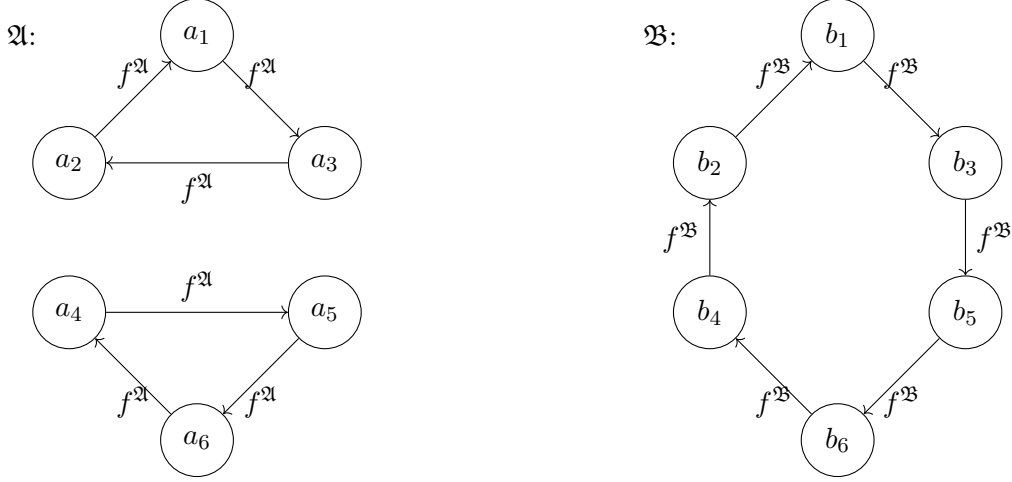 𝔄: a₁ 𝔅: b₁
f^𝔄 f^𝔄 f^𝔅 f^𝔅
a₂ a₃ b₂ b₃
f^𝔄
f^𝔅 f^𝔅
f^𝔄
a₄ a₅ b₄ b₅
f^𝔄 f^𝔄 f^𝔅 f^𝔅
a₆ b₆